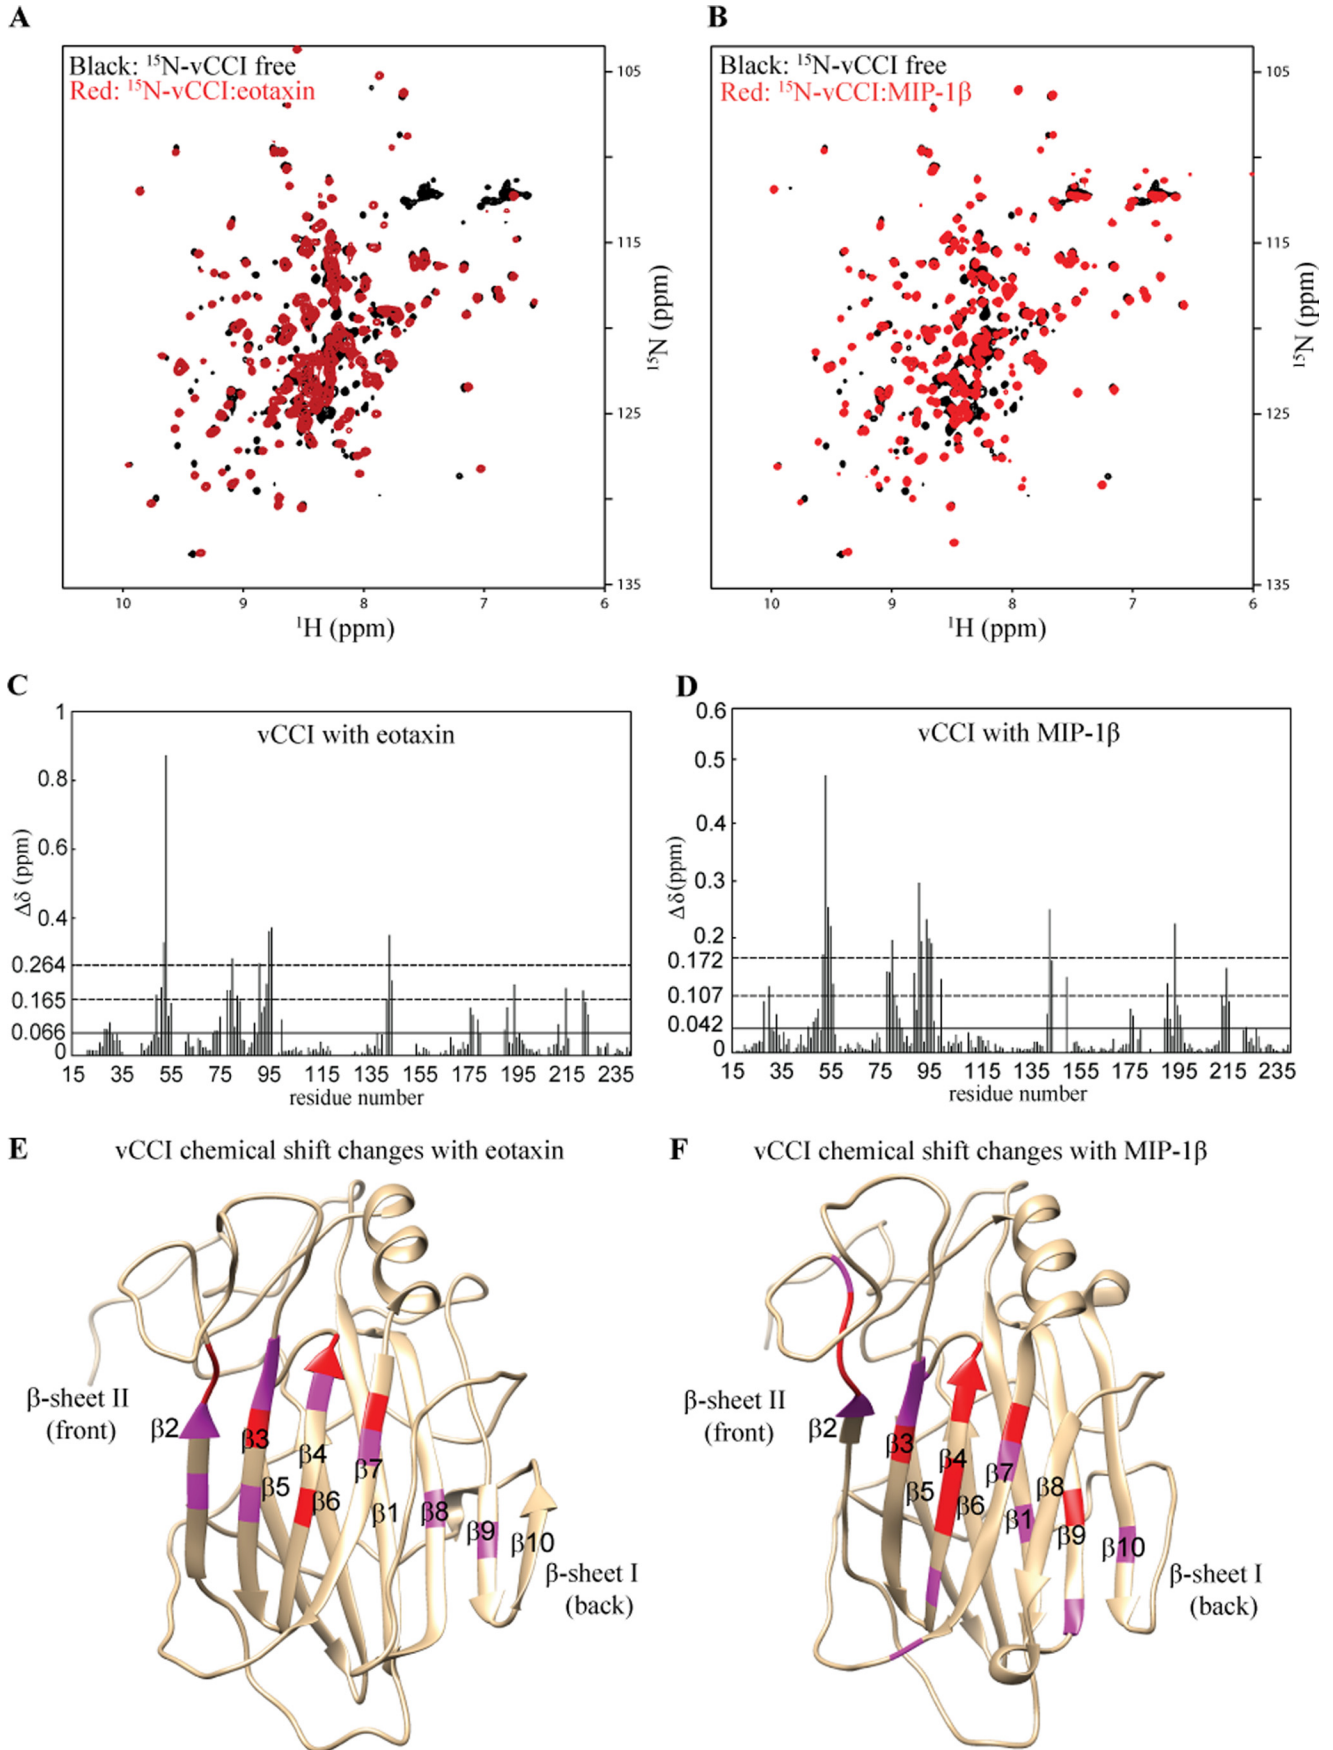 A
Black: ¹⁵N-vCCI free
Red: ¹⁵N-vCCI:eotaxin
105
115
125
135
¹⁵N (ppm)
10 9 8 7 6
¹H (ppm)
B
Black: ¹⁵N-vCCI free
Red: ¹⁵N-vCCI:MIP-1β
105
115
125
135
¹⁵N (ppm)
10 9 8 7 6
¹H (ppm)
C
vCCI with eotaxin
1
0.8
0.6
0.4
0.264
0.165
0.066
0
Δδ (ppm)
15 35 55 75 95 115 135 155 175 195 215 235
residue number
D
vCCI with MIP-1β
0.6
0.5
0.4
0.3
0.2
0.172
0.107
0.042
0
Δδ(ppm)
15 35 55 75 95 115 135 155 175 195 215 235
residue number
E
vCCI chemical shift changes with eotaxin
β-sheet II
(front)
β2
β3
β4
β5
β6
β7
β1
β8
β9
β10
β-sheet I
(back)
F
vCCI chemical shift changes with MIP-1β
β-sheet II
(front)
β2
β3
β4
β5
β6
β7
β1
β8
β9
β10
β-sheet I
(back)